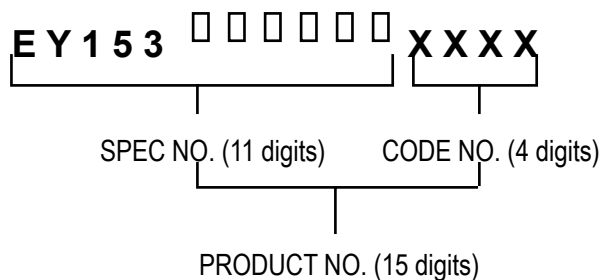 E Y 1 5 3 □ □ □ □ □ □ X X X X
SPEC NO. (11 digits) CODE NO. (4 digits)
PRODUCT NO. (15 digits)